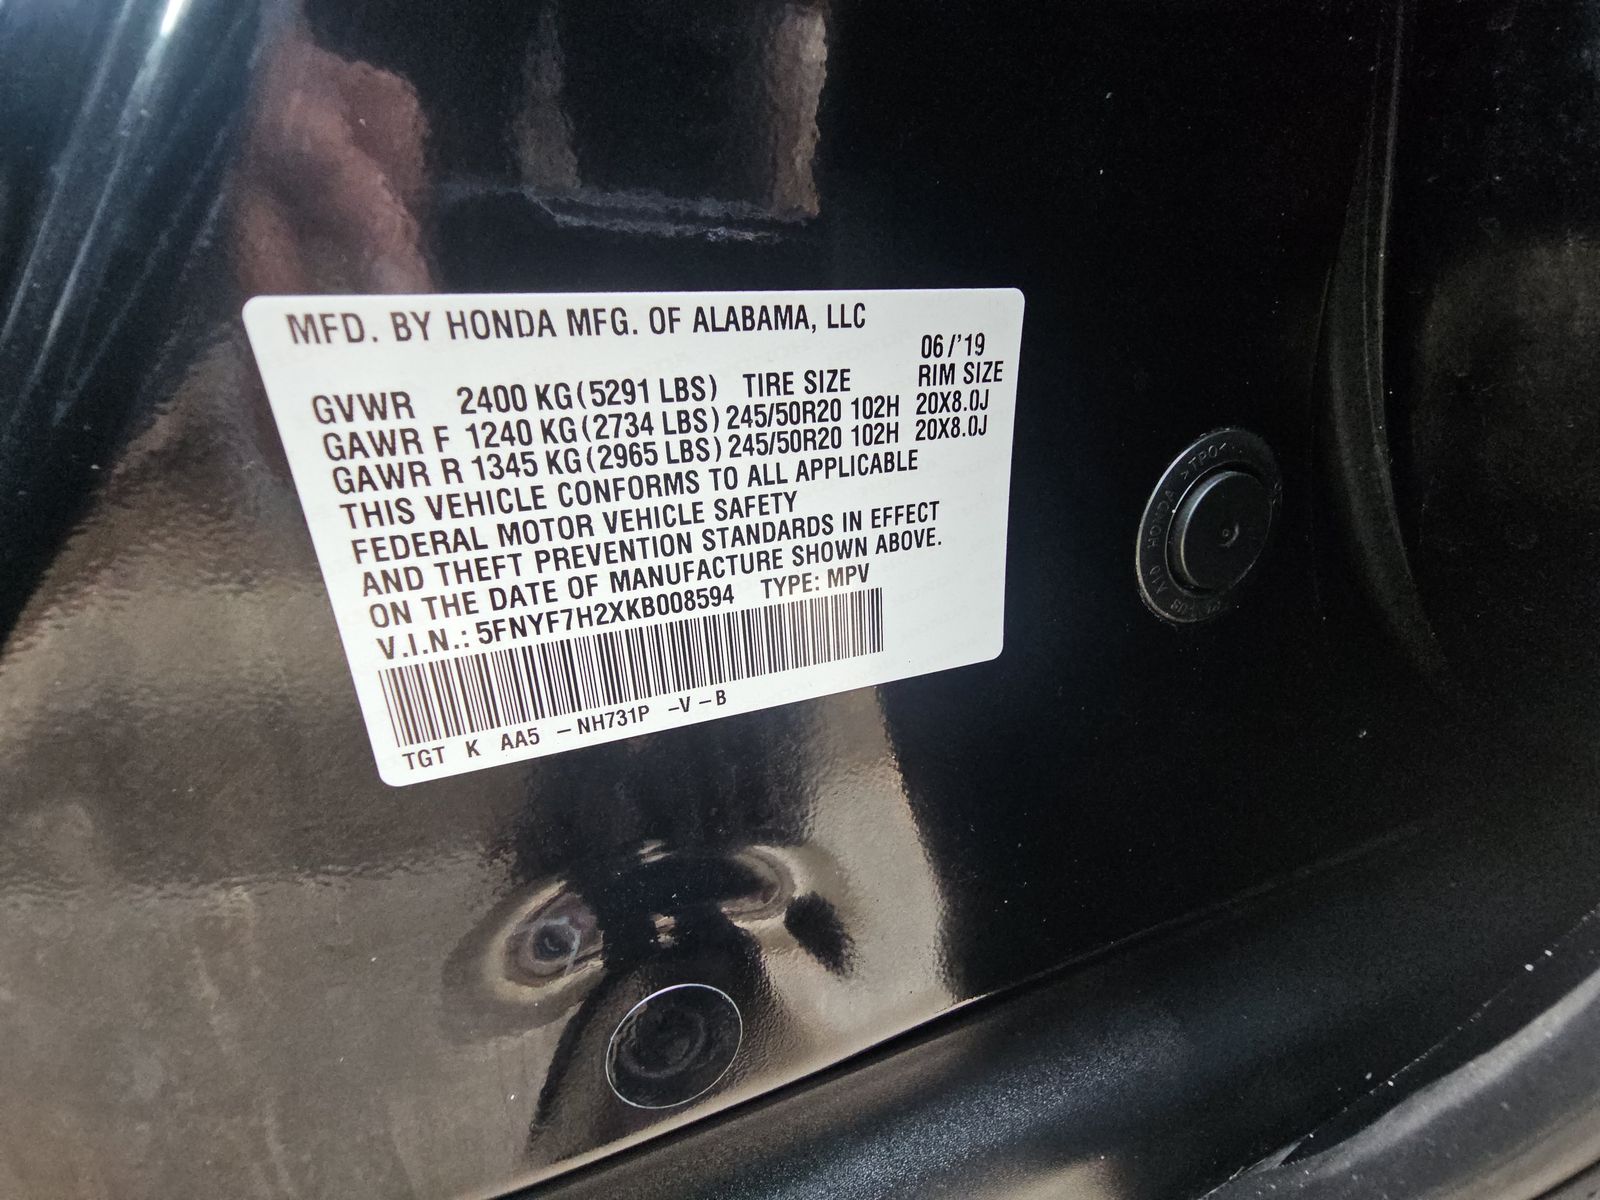 MFD. BY HONDA MFG. OF ALABAMA, LLC
06/'19
GVWR 2400 KG(5291 LBS) TIRE SIZE RIM SIZE
GAWR F 1240 KG(2734 LBS) 245/50R20 102H 20X8.0J
GAWR R 1345 KG(2965 LBS) 245/50R20 102H 20X8.0J
THIS VEHICLE CONFORMS TO ALL APPLICABLE
FEDERAL MOTOR VEHICLE SAFETY
AND THEFT PREVENTION STANDARDS IN EFFECT
ON THE DATE OF MANUFACTURE SHOWN ABOVE.
V.I.N.: 5FNYF7H2XKB008594 TYPE: MPV
TGT K AA5 -NH731P -V-B
HONDA >TPO<